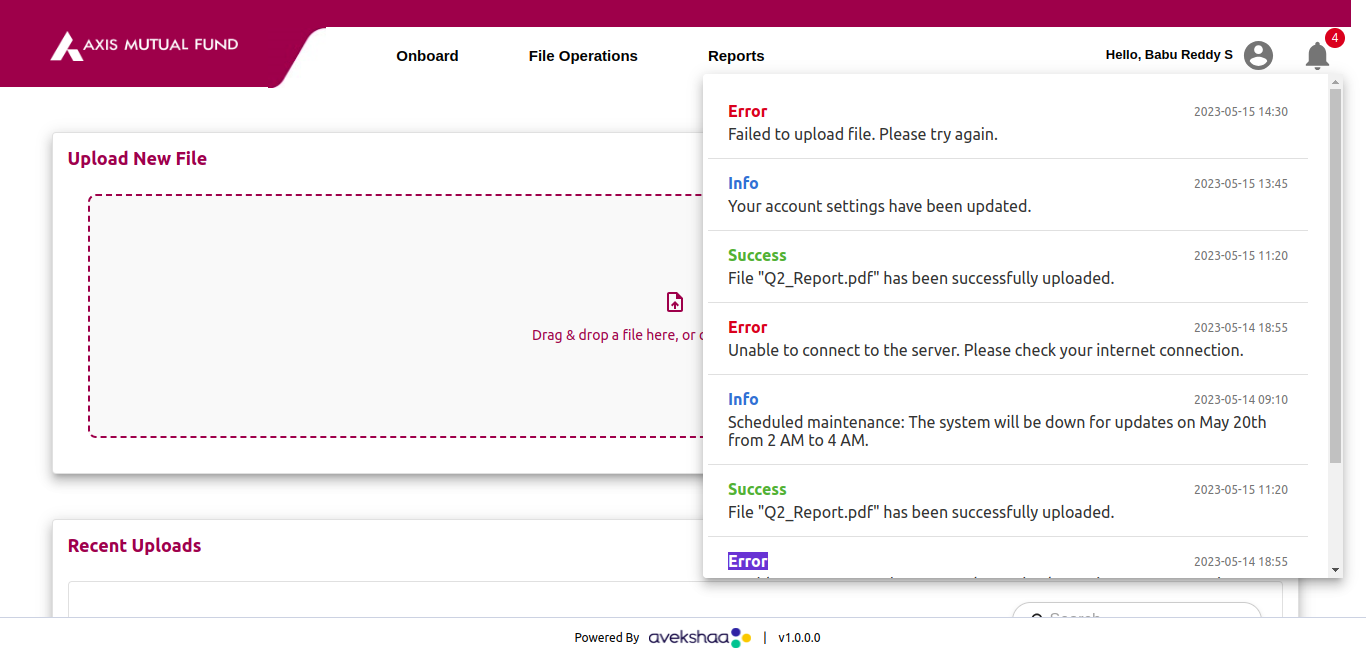 AXIS MUTUAL FUND
Onboard
File Operations
Reports
Hello, Babu Reddy S
4
Upload New File
Drag & drop a file here, or
Error
2023-05-15 14:30
Failed to upload file. Please try again.
Info
2023-05-15 13:45
Your account settings have been updated.
Success
2023-05-15 11:20
File "Q2_Report.pdf" has been successfully uploaded.
Error
2023-05-14 18:55
Unable to connect to the server. Please check your internet connection.
Info
2023-05-14 09:10
Scheduled maintenance: The system will be down for updates on May 20th
from 2 AM to 4 AM.
Success
2023-05-15 11:20
File "Q2_Report.pdf" has been successfully uploaded.
Error
2023-05-14 18:55
Recent Uploads
Search
Powered By avekshaa | v1.0.0.0